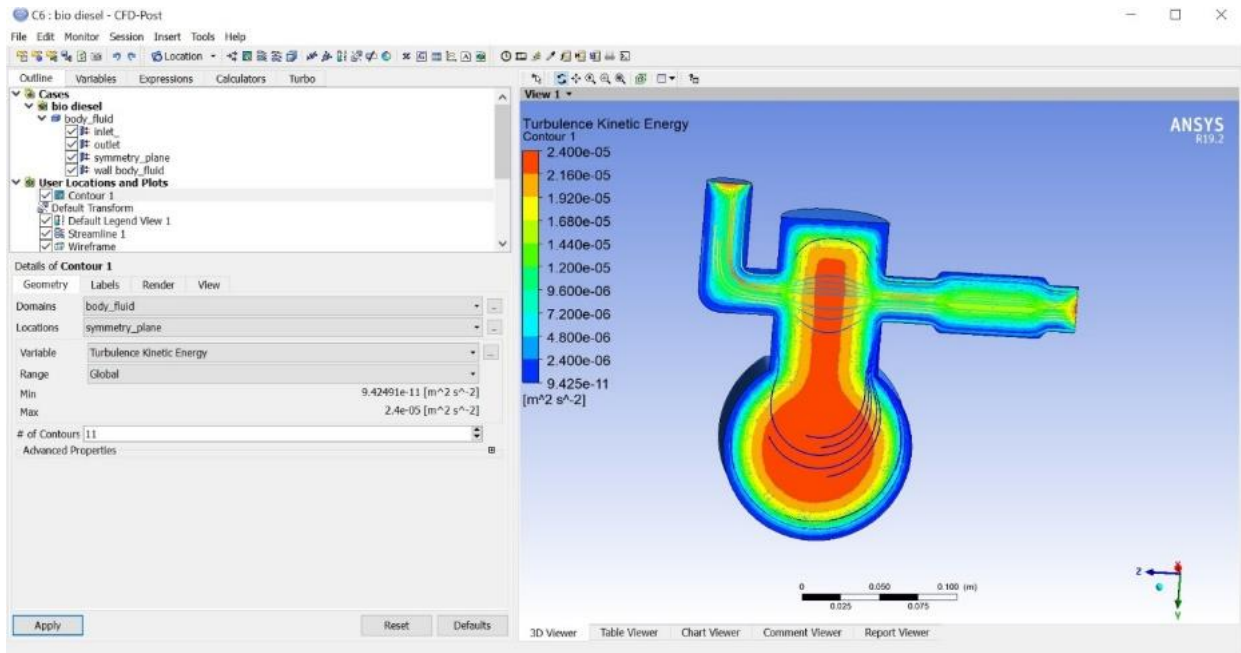 C6 : bio diesel - CFD-Post
File Edit Monitor Session Insert Tools Help
Location
Outline Variables Expressions Calculators Turbo
Cases
bio diesel
body_fluid
inlet_
outlet
symmetry_plane
wall body_fluid
User Locations and Plots
Contour 1
Default Transform
Default Legend View 1
Streamline 1
Wireframe
Details of Contour 1
Geometry Labels Render View
Domains body_fluid
Locations symmetry_plane
Variable Turbulence Kinetic Energy
Range Global
Min 9.42491e-11 [m^2 s^-2]
Max 2.4e-05 [m^2 s^-2]
# of Contours 11
Advanced Properties
Apply Reset Defaults
View 1
Turbulence Kinetic Energy
Contour 1
2.400e-05
2.160e-05
1.920e-05
1.680e-05
1.440e-05
1.200e-05
9.600e-06
7.200e-06
4.800e-06
2.400e-06
9.425e-11
[m^2 s^-2]
ANSYS
R19.2
0 0.050 0.100 (m)
0.025 0.075
Z
X
Y
3D Viewer Table Viewer Chart Viewer Comment Viewer Report Viewer